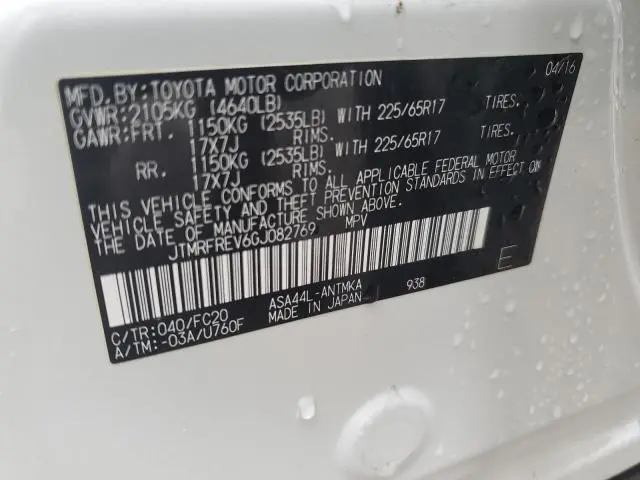 MFD.BY:TOYOTA MOTOR CORPORATION 04/16
GVWR:2105KG (4640LB)
GAWR:FRT. 1150KG (2535LB) WITH 225/65R17 TIRES.
17X7J RIMS.
RR. 1150KG (2535LB) WITH 225/65R17 TIRES.
17X7J RIMS.
THIS VEHICLE CONFORMS TO ALL APPLICABLE FEDERAL MOTOR
VEHICLE SAFETY AND THEFT PREVENTION STANDARDS IN EFFECT ON
THE DATE OF MANUFACTURE SHOWN ABOVE.
JTMRFREV6GJ082769 MPV
E
C/TR:040/FC20 ASA44L-ANTMKA 938
A/TM:-03A/U760F MADE IN JAPAN